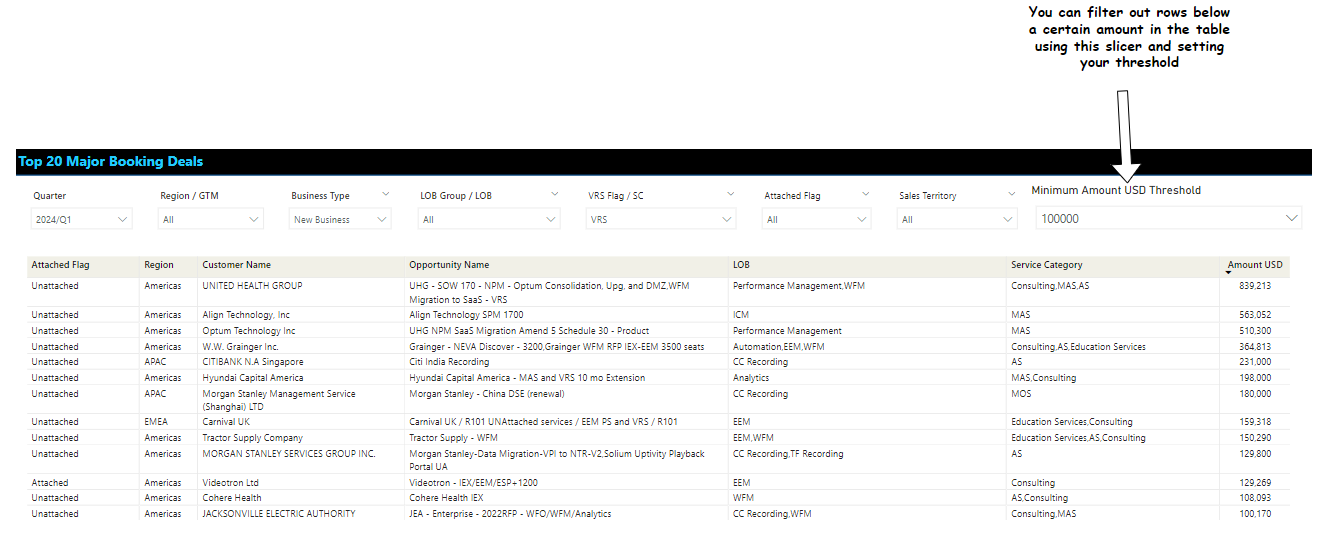 You can filter out rows below
a certain amount in the table
using this slicer and setting
your threshold
Top 20 Major Booking Deals
Quarter Region / GTM Business Type LOB Group / LOB VRS Flag / SC Attached Flag Sales Territory Minimum Amount USD Threshold
2024/Q1 All New Business All VRS All All 100000
Attached Flag Region Customer Name Opportunity Name LOB Service Category Amount USD
Unattached Americas UNITED HEALTH GROUP UHG - SOW 170 - NPM - Optum Consolidation, Upg, and DMZ,WFM Performance Management,WFM Consulting,MAS,AS 839,213
Migration to SaaS - VRS
Unattached Americas Align Technology, Inc Align Technology SPM 1700 ICM MAS 563,052
Unattached Americas Optum Technology Inc UHG NPM SaaS Migration Amend 5 Schedule 30 - Product Performance Management MAS 510,300
Unattached Americas W.W. Grainger Inc. Grainger - NEVA Discover - 3200,Grainger WFM RFP IEX-EEM 3500 seats Automation,EEM,WFM Consulting,AS,Education Services 364,813
Unattached APAC CITIBANK N.A Singapore Citi India Recording CC Recording AS 231,000
Unattached Americas Hyundai Capital America Hyundai Capital America - MAS and VRS 10 mo Extension Analytics MAS,Consulting 198,000
Unattached APAC Morgan Stanley Management Service Morgan Stanley - China DSE (renewal) CC Recording MOS 180,000
(Shanghai) LTD
Unattached EMEA Carnival UK Carnival UK / R101 UNAttached services / EEM PS and VRS / R101 EEM Education Services,Consulting 159,318
Unattached Americas Tractor Supply Company Tractor Supply - WFM EEM,WFM Education Services,AS,Consulting 150,290
Unattached Americas MORGAN STANLEY SERVICES GROUP INC. Morgan Stanley-Data Migration-VPI to NTR-V2,Solium Uptivity Playback CC Recording,TF Recording AS 129,800
Portal UA
Attached Americas Videotron Ltd Videotron - IEX/EEM/ESP+1200 EEM Consulting 129,269
Unattached Americas Cohere Health Cohere Health IEX WFM AS,Consulting 108,093
Unattached Americas JACKSONVILLE ELECTRIC AUTHORITY JEA - Enterprise - 2022RFP - WFO/WFM/Analytics CC Recording,WFM Consulting,MAS 100,170